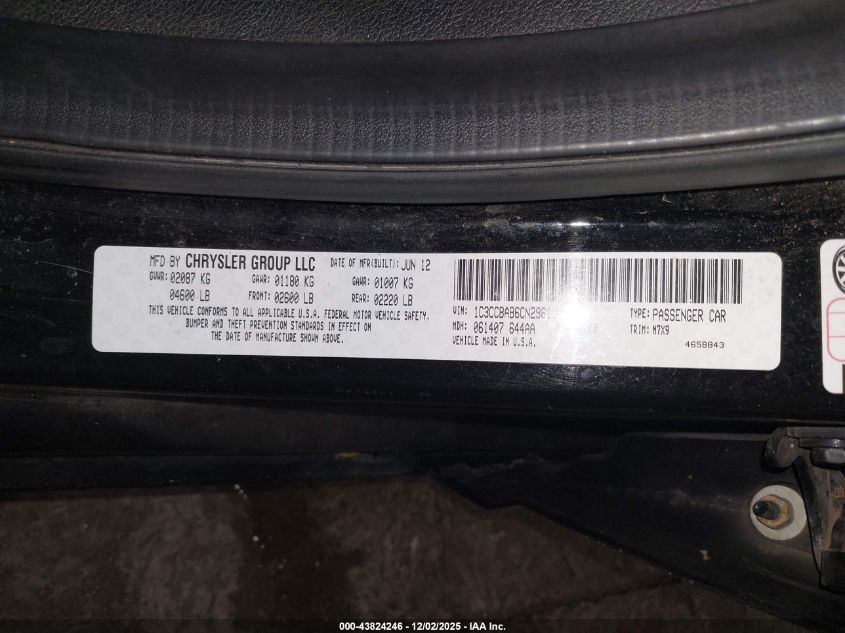 MFD BY CHRYSLER GROUP LLC DATE OF MFR(BUILT): JUN 12
GVWR: 02087 KG GAWR: 01180 KG GAWR: 01007 KG
04600 LB FRONT: 02600 LB REAR: 02220 LB
THIS VEHICLE CONFORMS TO ALL APPLICABLE U.S.A. FEDERAL MOTOR VEHICLE SAFETY,
BUMPER AND THEFT PREVENTION STANDARDS IN EFFECT ON
THE DATE OF MANUFACTURE SHOWN ABOVE.
VIN: TYPE: PASSENGER CAR
MDH: 061407 644AA TRIM: M7X9
VEHICLE MADE IN U.S.A. 4658843
000-43824246 - 12/02/2025 - IAA Inc.